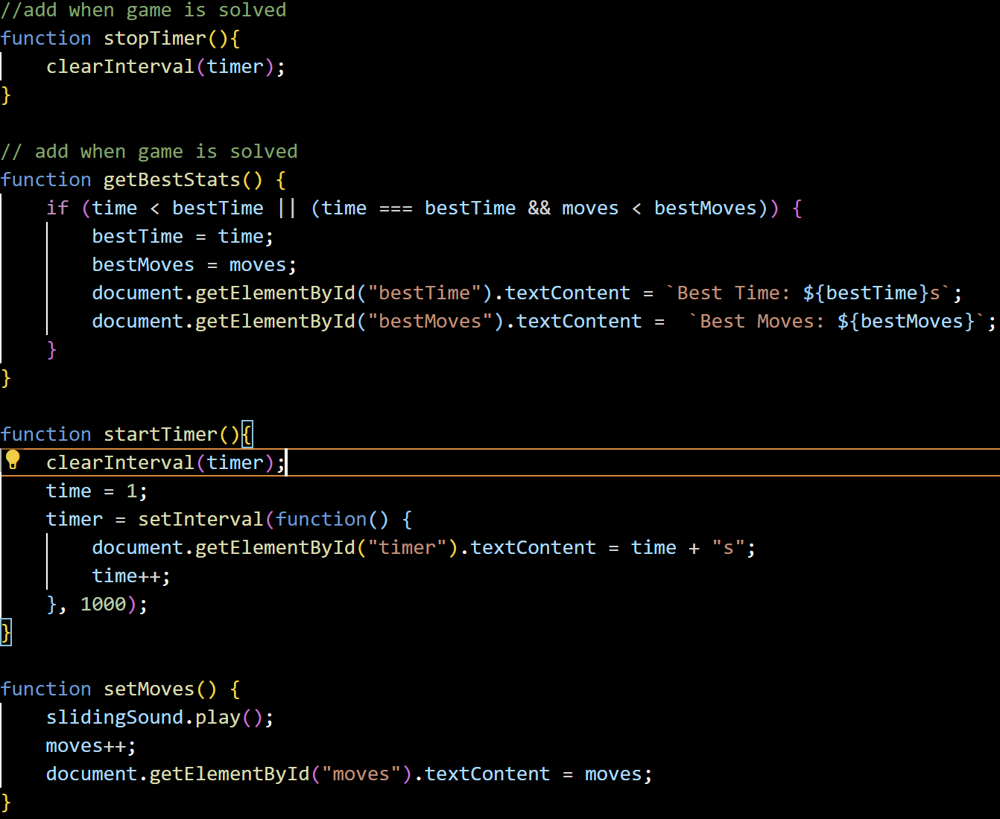 //add when game is solved
function stopTimer(){
    clearInterval(timer);
}

// add when game is solved
function getBestStats() {
    if (time < bestTime || (time === bestTime && moves < bestMoves)) {
        bestTime = time;
        bestMoves = moves;
        document.getElementById("bestTime").textContent = `Best Time: ${bestTime}s`;
        document.getElementById("bestMoves").textContent =  `Best Moves: ${bestMoves}`;
    }
}

function startTimer(){
    clearInterval(timer);
    time = 1;
    timer = setInterval(function() {
        document.getElementById("timer").textContent = time + "s";
        time++;
    }, 1000);
}

function setMoves() {
    slidingSound.play();
    moves++;
    document.getElementById("moves").textContent = moves;
}